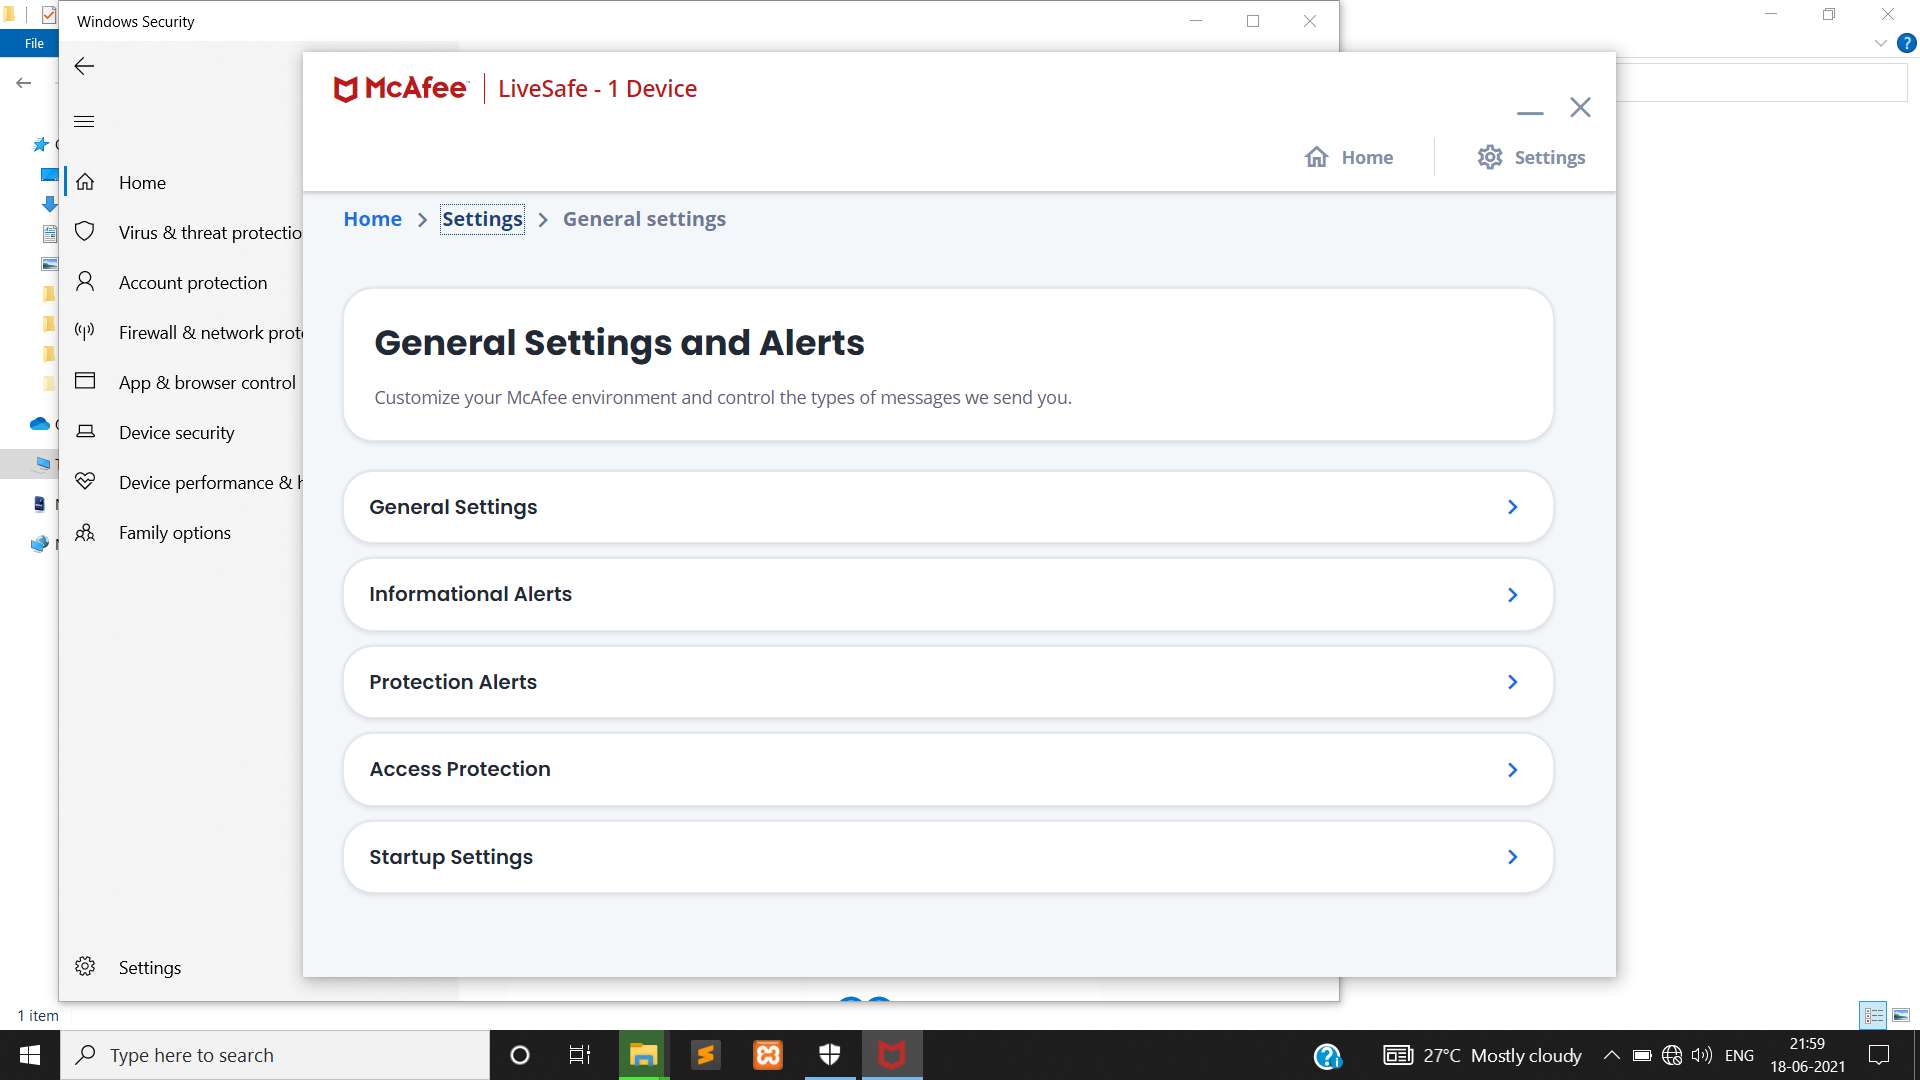 Windows Security
File
McAfee
LiveSafe - 1 Device
Home
Settings
Home > Settings > General settings
General Settings and Alerts
Customize your McAfee environment and control the types of messages we send you.
General Settings
Informational Alerts
Protection Alerts
Access Protection
Startup Settings
Home
Virus & threat protectio
Account protection
Firewall & network prote
App & browser control
Device security
Device performance & h
Family options
Settings
1 item
Type here to search
27°C Mostly cloudy
ENG
21:59
18-06-2021